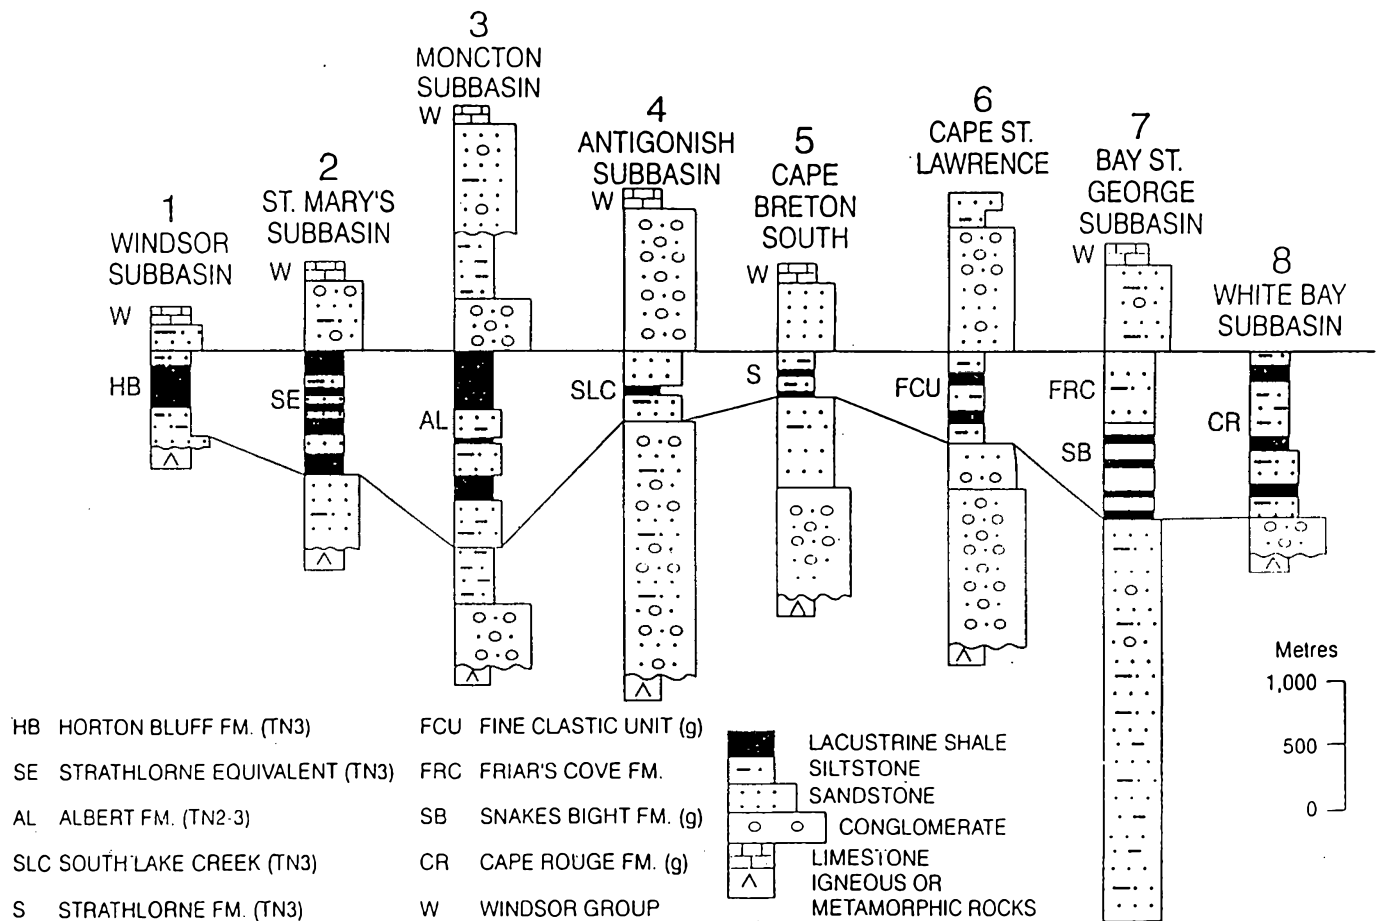 1
WINDSOR
SUBBASIN
W
HB
2
ST. MARY'S
SUBBASIN
W
SE
3
MONCTON
SUBBASIN
W
AL
4
ANTIGONISH
SUBBASIN
W
SLC
5
CAPE
BRETON
SOUTH
W
S
6
CAPE ST.
LAWRENCE
FCU
7
BAY ST.
GEORGE
SUBBASIN
W
FRC
SB
8
WHITE BAY
SUBBASIN
CR
Metres
1,000
500
0
HB HORTON BLUFF FM. (TN3)
SE STRATHLORNE EQUIVALENT (TN3)
AL ALBERT FM. (TN2-3)
SLC SOUTH LAKE CREEK (TN3)
S STRATHLORNE FM. (TN3)
FCU FINE CLASTIC UNIT (g)
FRC FRIAR'S COVE FM.
SB SNAKES BIGHT FM. (g)
CR CAPE ROUGE FM. (g)
W WINDSOR GROUP
LACUSTRINE SHALE
SILTSTONE
SANDSTONE
CONGLOMERATE
LIMESTONE
IGNEOUS OR
METAMORPHIC ROCKS